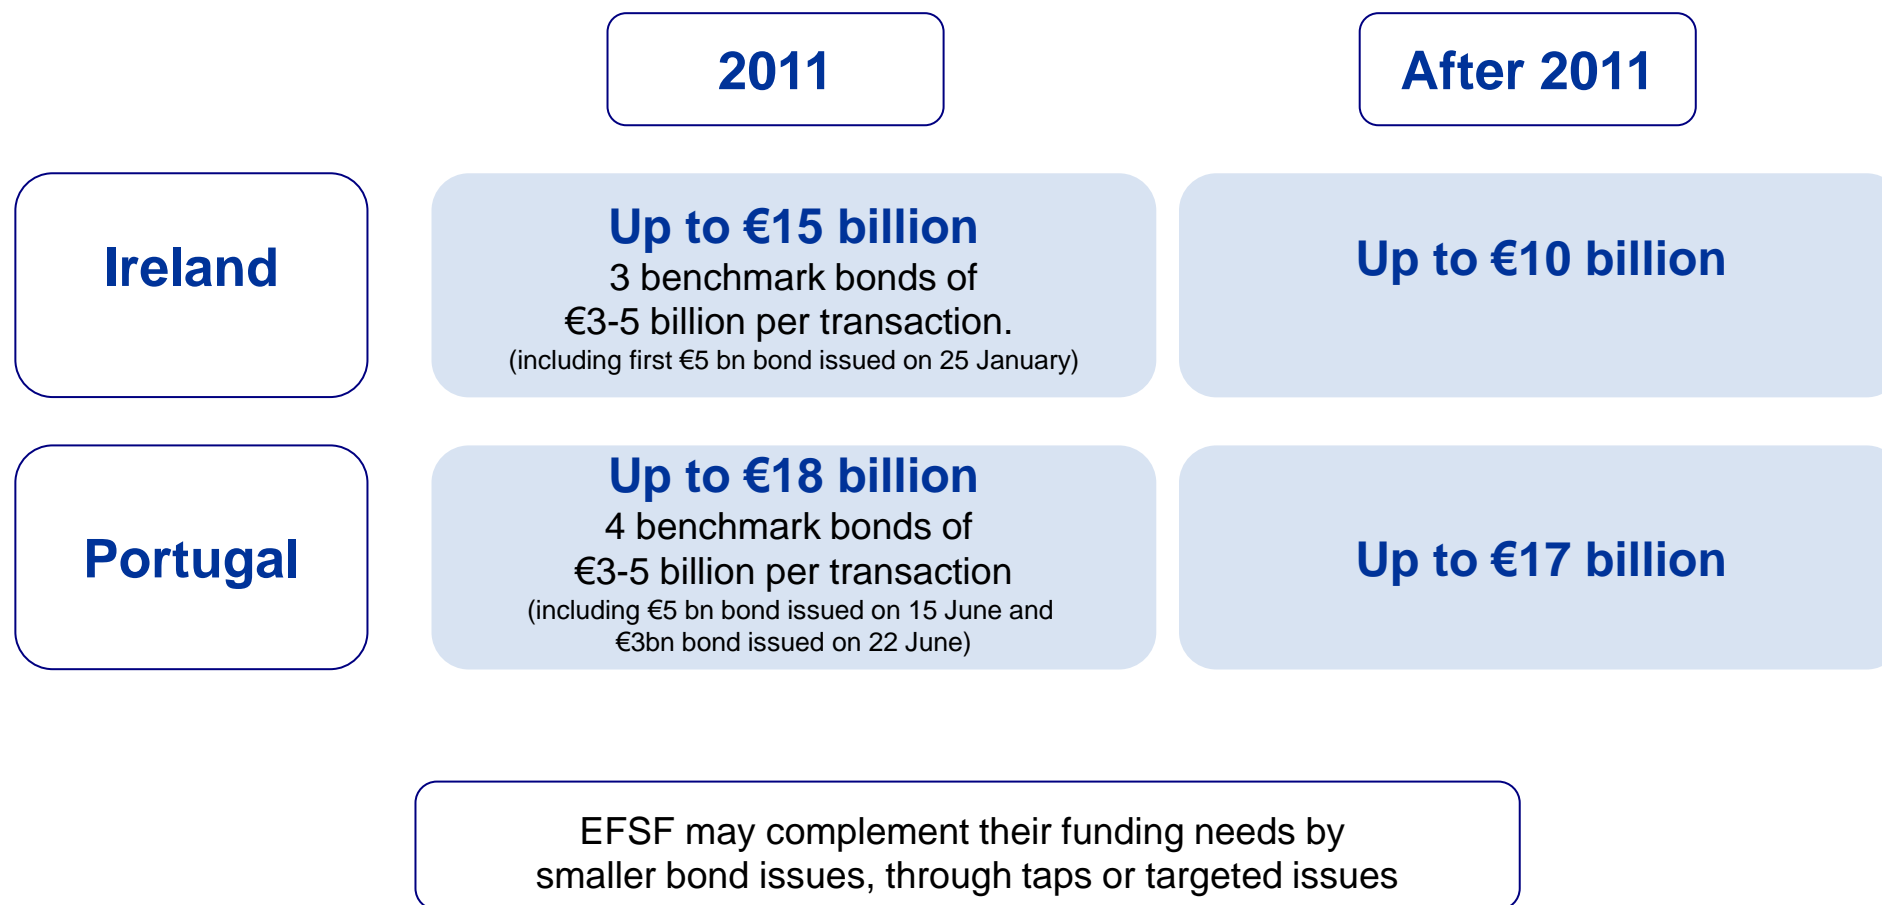 2011
After 2011
Ireland
Up to €15 billion
3 benchmark bonds of
€3-5 billion per transaction.
(including first €5 bn bond issued on 25 January)
Up to €10 billion
Portugal
Up to €18 billion
4 benchmark bonds of
€3-5 billion per transaction
(including €5 bn bond issued on 15 June and
€3bn bond issued on 22 June)
Up to €17 billion
EFSF may complement their funding needs by
smaller bond issues, through taps or targeted issues